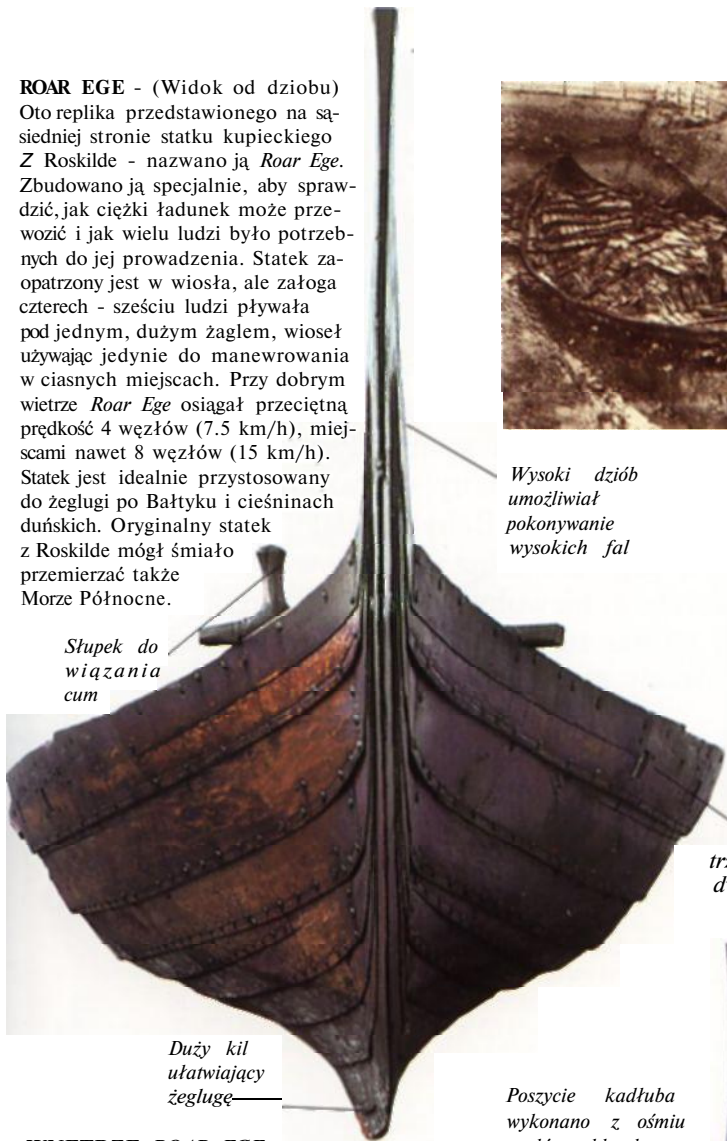 ROAR EGE - (Widok od dziobu)
Oto replika przedstawionego na są-
siedniej stronie statku kupieckiego
Z Roskilde - nazwano ją Roar Ege.
Zbudowano ją specjalnie, aby spraw-
dzić, jak ciężki ładunek może prze-
wozić i jak wielu ludzi było potrzeb-
nych do jej prowadzenia. Statek za-
opatrzony jest w wiosła, ale załoga
czterech - sześciu ludzi pływała
pod jednym, dużym żaglem, wioseł
używając jedynie do manewrowania
w ciasnych miejscach. Przy dobrym
wietrze Roar Ege osiągał przeciętną
prędkość 4 węzłów (7.5 km/h), miej-
scami nawet 8 węzłów (15 km/h).
Statek jest idealnie przystosowany
do żeglugi po Bałtyku i cieśninach
duńskich. Oryginalny statek
z Roskilde mógł śmiało
przemierzać także
Morze Północne.
Wysoki dziób
umożliwiał
pokonywanie
wysokich fal
Słupek do
wiązania
cum
Duży kil
ułatwiający
żeglugę
Poszycie kadłuba
wykonano z ośmiu